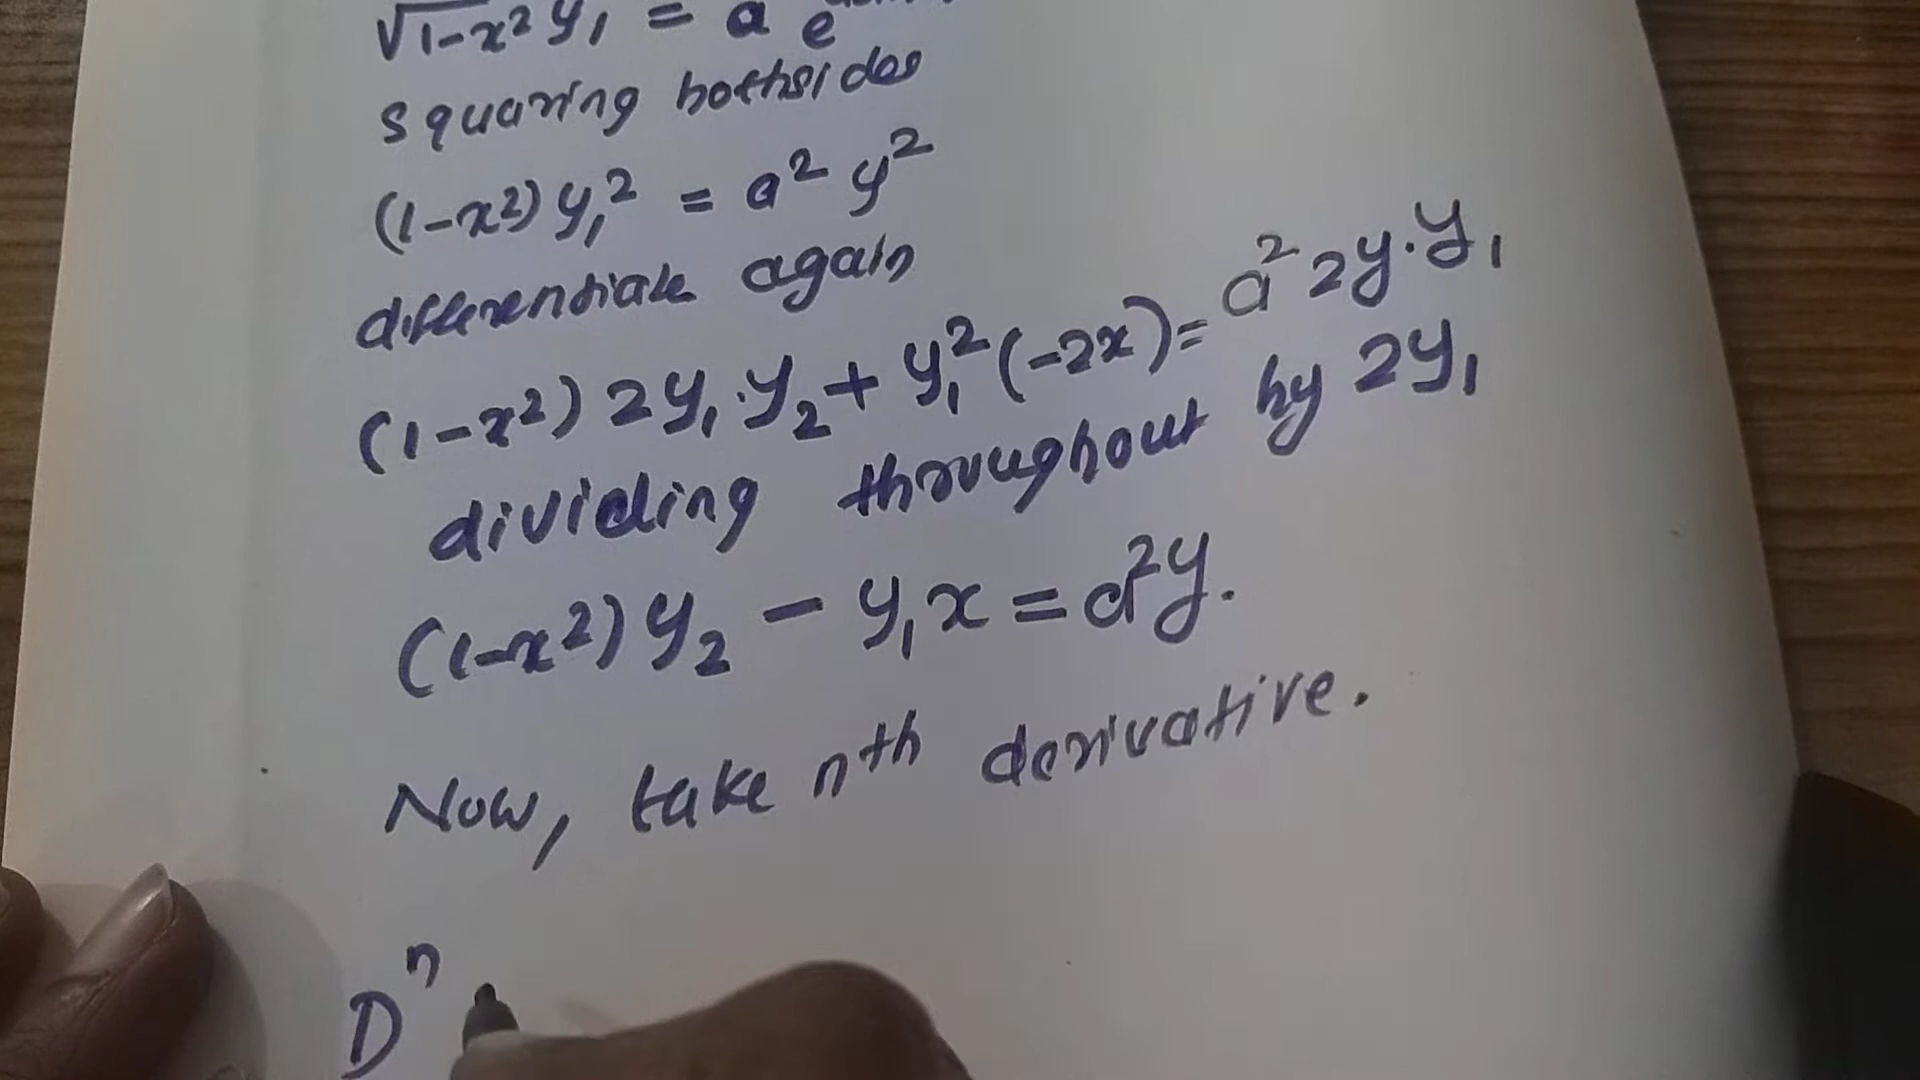 √1-x² y₁ = a e
squaring bothsides
(1-x²) y₁² = a² y²
differentiate again
(1-x²) 2y₁.y₂ + y₁² (-2x) = a² 2y.y₁
dividing throughout by 2y₁
(1-x²) y₂ - y₁x = a²y.
Now, take nth derivative.
Dⁿ